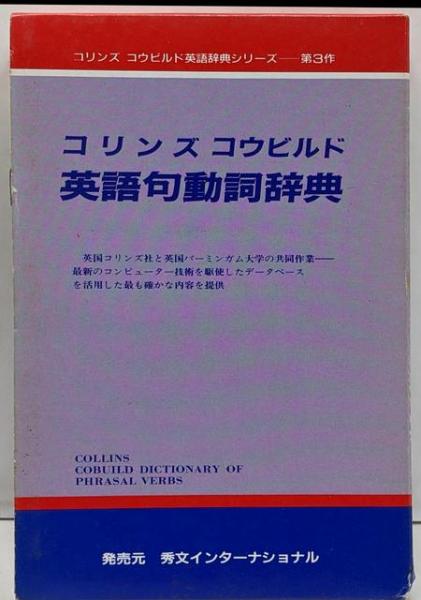 コリンズ コウビルド英語辞典シリーズ──第3作
コリンズ コウビルド
英語句動詞辞典
英国コリンズ社と英国バーミンガム大学の共同作業──
最新のコンピューター技術を駆使したデータベース
を活用した最も確かな内容を提供
COLLINS
COBUILD DICTIONARY OF
PHRASAL VERBS
発売元 秀文インターナショナル